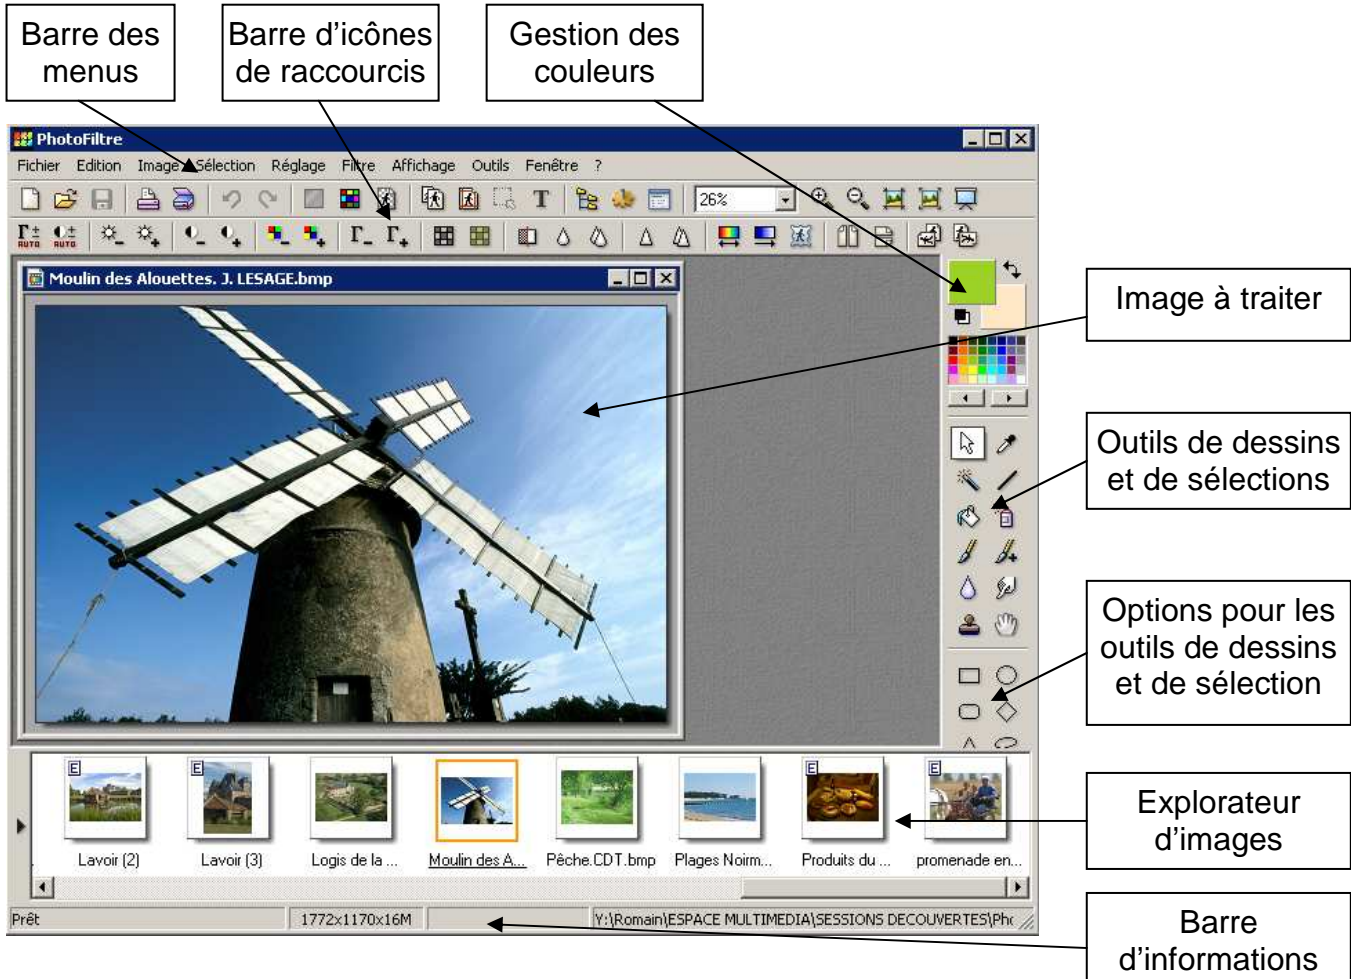 Barre des
menus
Barre d’icônes
de raccourcis
Gestion des
couleurs
PhotoFiltre
Fichier Edition Image Sélection Réglage Filtre Affichage Outils Fenêtre ?
T 26%
Γ± AUTO AUTO Γ Γ
Moulin des Alouettes. J. LESAGE.bmp
Image à traiter
Outils de dessins
et de sélections
Options pour les
outils de dessins
et de sélection
E E E E
Lavoir (2) Lavoir (3) Logis de la ... Moulin des A... Pêche.CDT.bmp Plages Noirm... Produits du ... promenade en...
Explorateur
d’images
Prêt 1772x1170x16M Y:\Romain\ESPACE MULTIMEDIA\SESSIONS DECOUVERTES\Pho
Barre
d’informations